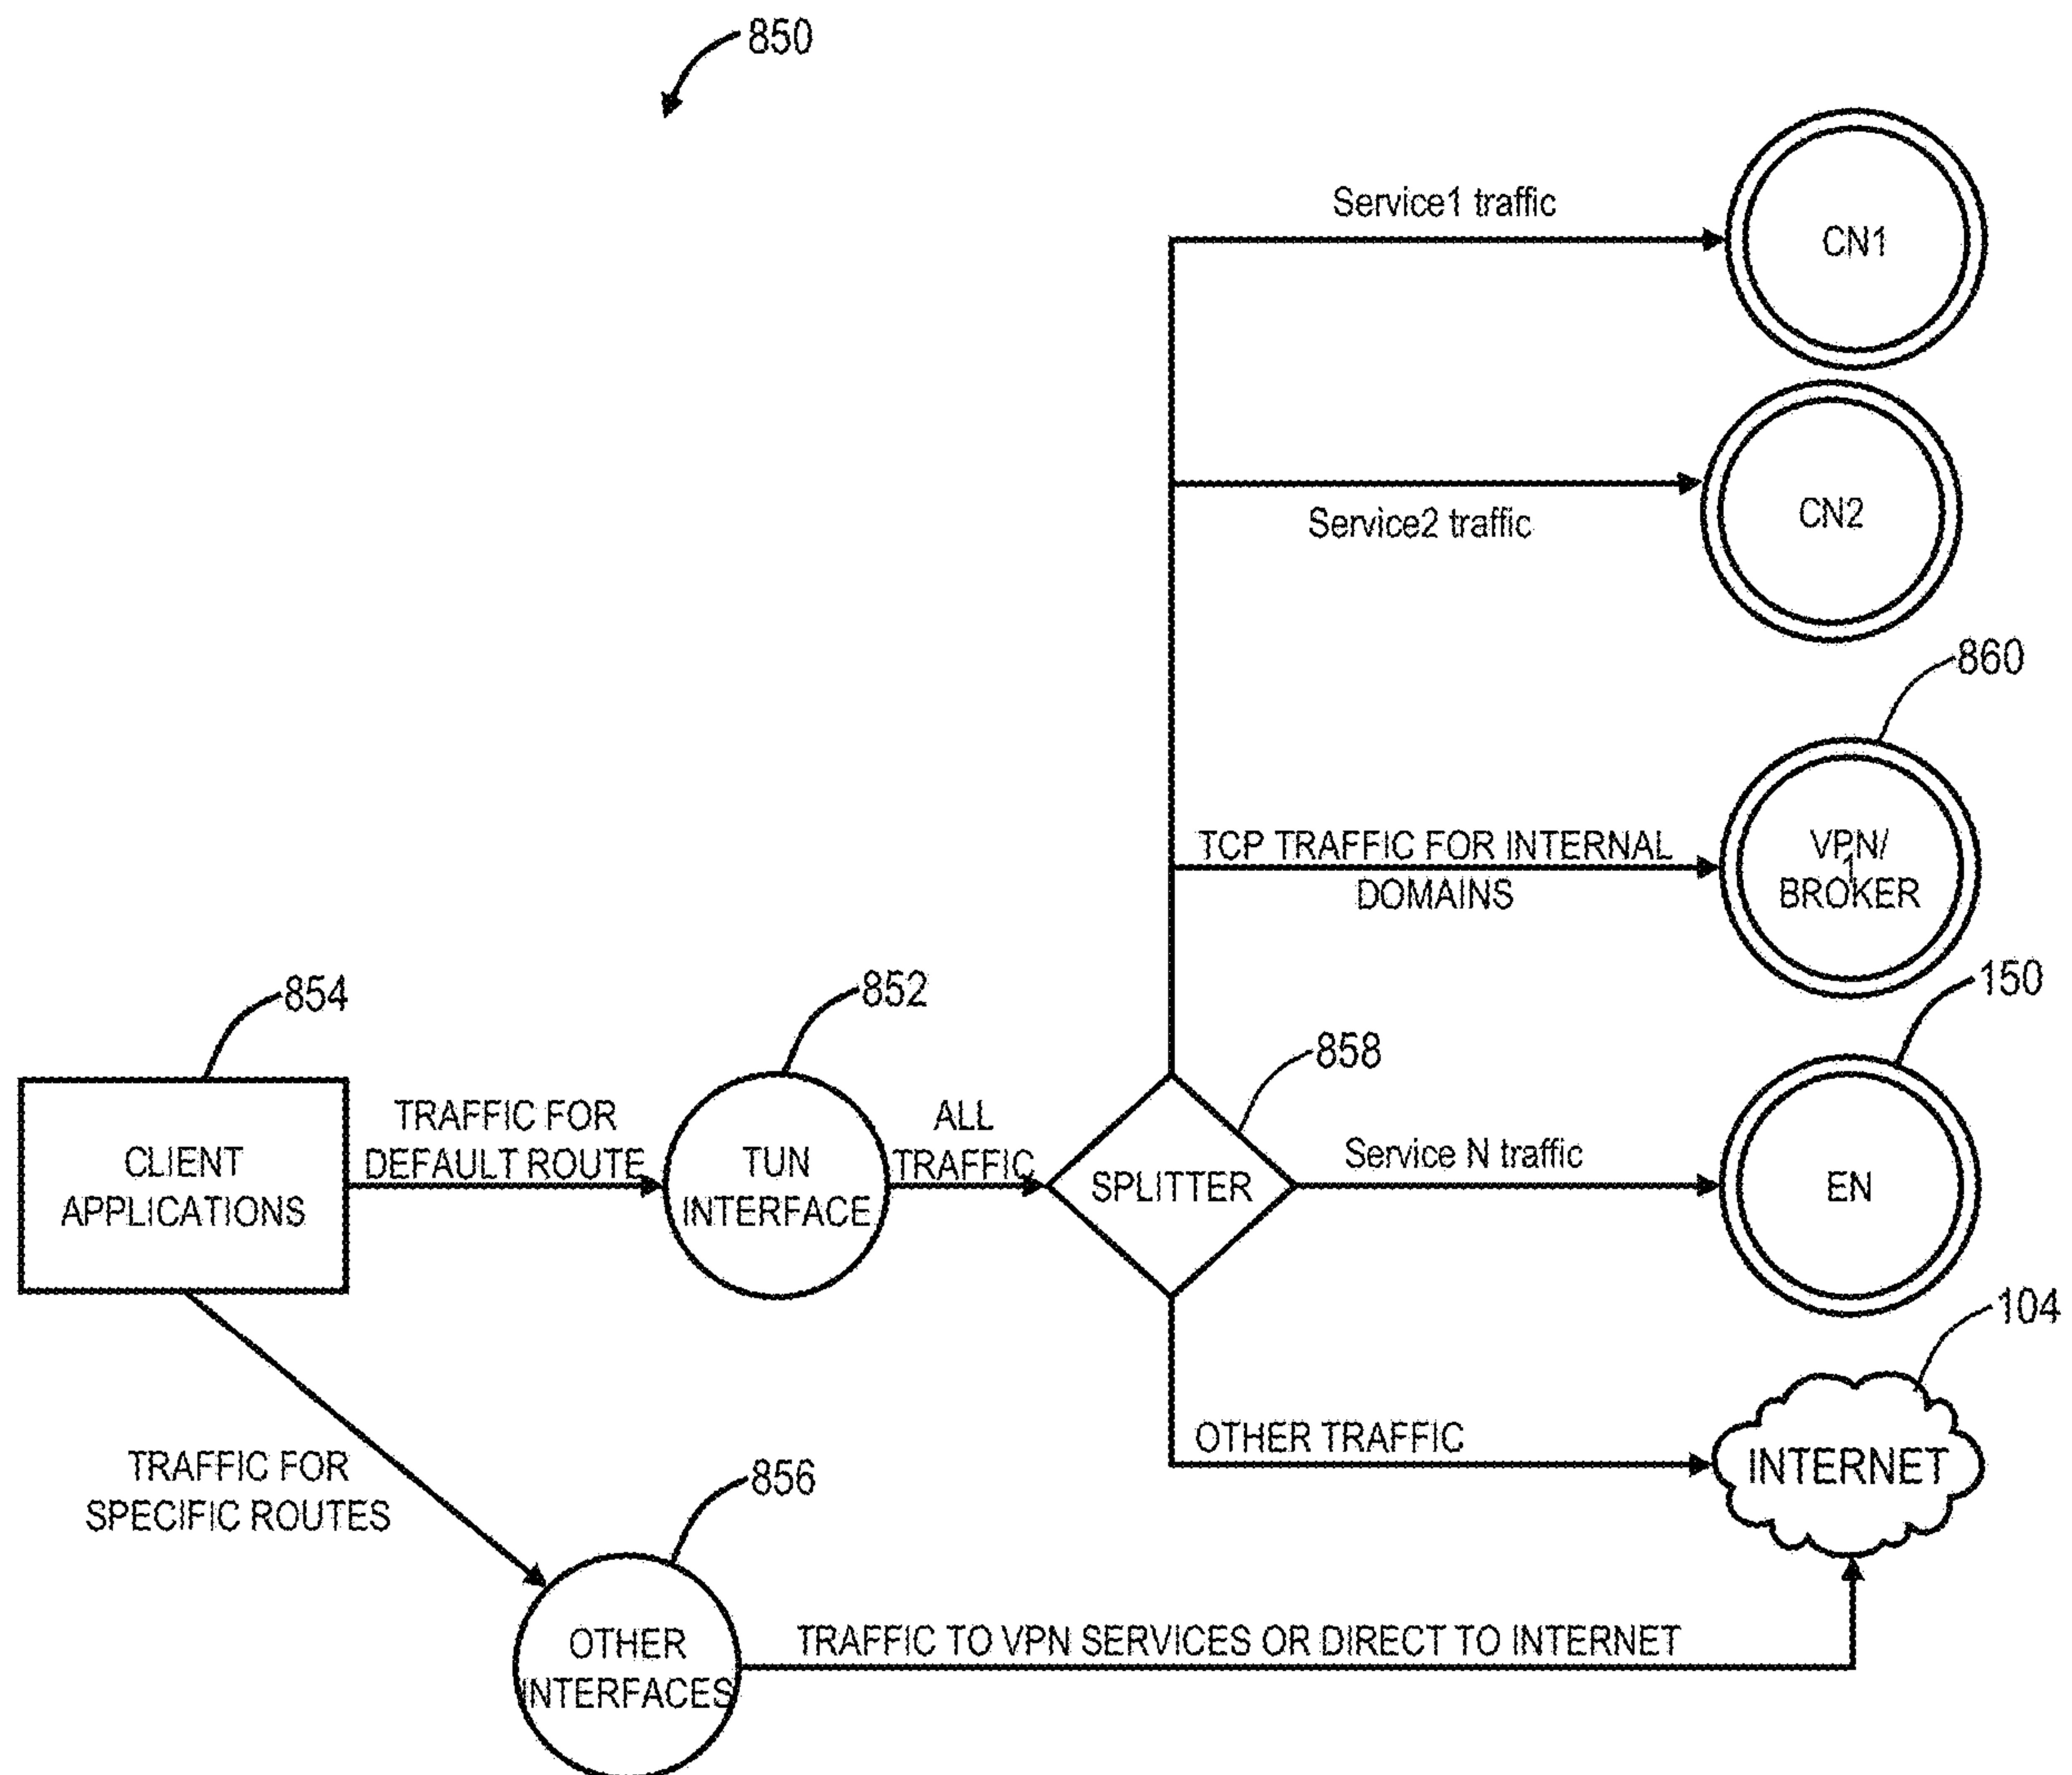 850
Service1 traffic
CN1
Service2 traffic
CN2
860
TCP TRAFFIC FOR INTERNAL
DOMAINS
VPN/
1
BROKER
150
854
852
858
TRAFFIC FOR
DEFAULT ROUTE
ALL
TRAFFIC
CLIENT
APPLICATIONS
TUN
INTERFACE
SPLITTER
Service N traffic
EN
104
OTHER TRAFFIC
INTERNET
TRAFFIC FOR
SPECIFIC ROUTES
856
OTHER
INTERFACES
TRAFFIC TO VPN SERVICES OR DIRECT TO INTERNET